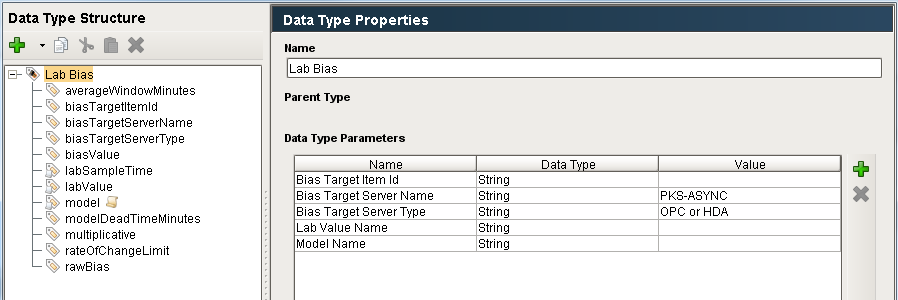 Data Type Structure
Lab Bias
averageWindowMinutes
biasTargetItemId
biasTargetServerName
biasTargetServerType
biasValue
labSampleTime
labValue
model
modelDeadTimeMinutes
multiplicative
rateOfChangeLimit
rawBias
Data Type Properties
Name
Lab Bias
Parent Type
Data Type Parameters
Name Data Type Value
Bias Target Item Id String
Bias Target Server Name String PKS-ASYNC
Bias Target Server Type String OPC or HDA
Lab Value Name String
Model Name String